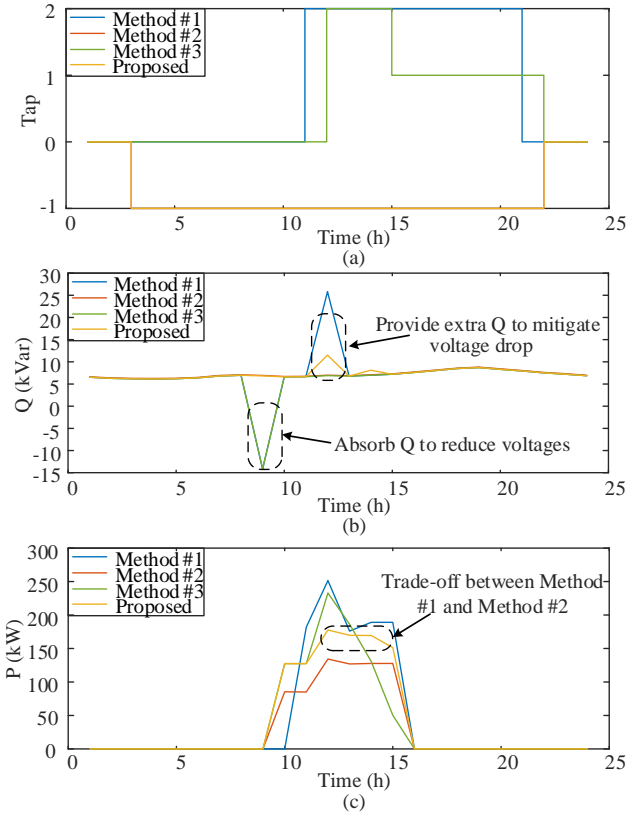 2
Method #1
Method #2
Method #3
Proposed
1
Tap
0
-1
0
5
10
15
20
25
Time (h)
(a)
30
Method #1
Method #2
Method #3
Proposed
25
20
15
10
5
0
-5
-10
-15
Q (kVar)
Provide extra Q to mitigate
voltage drop
Absorb Q to reduce voltages
0
5
10
15
20
25
Time (h)
(b)
300
Method #1
Method #2
Method #3
Proposed
250
200
150
100
50
0
P (kW)
Trade-off between Method
#1 and Method #2
0
5
10
15
20
25
Time (h)
(c)